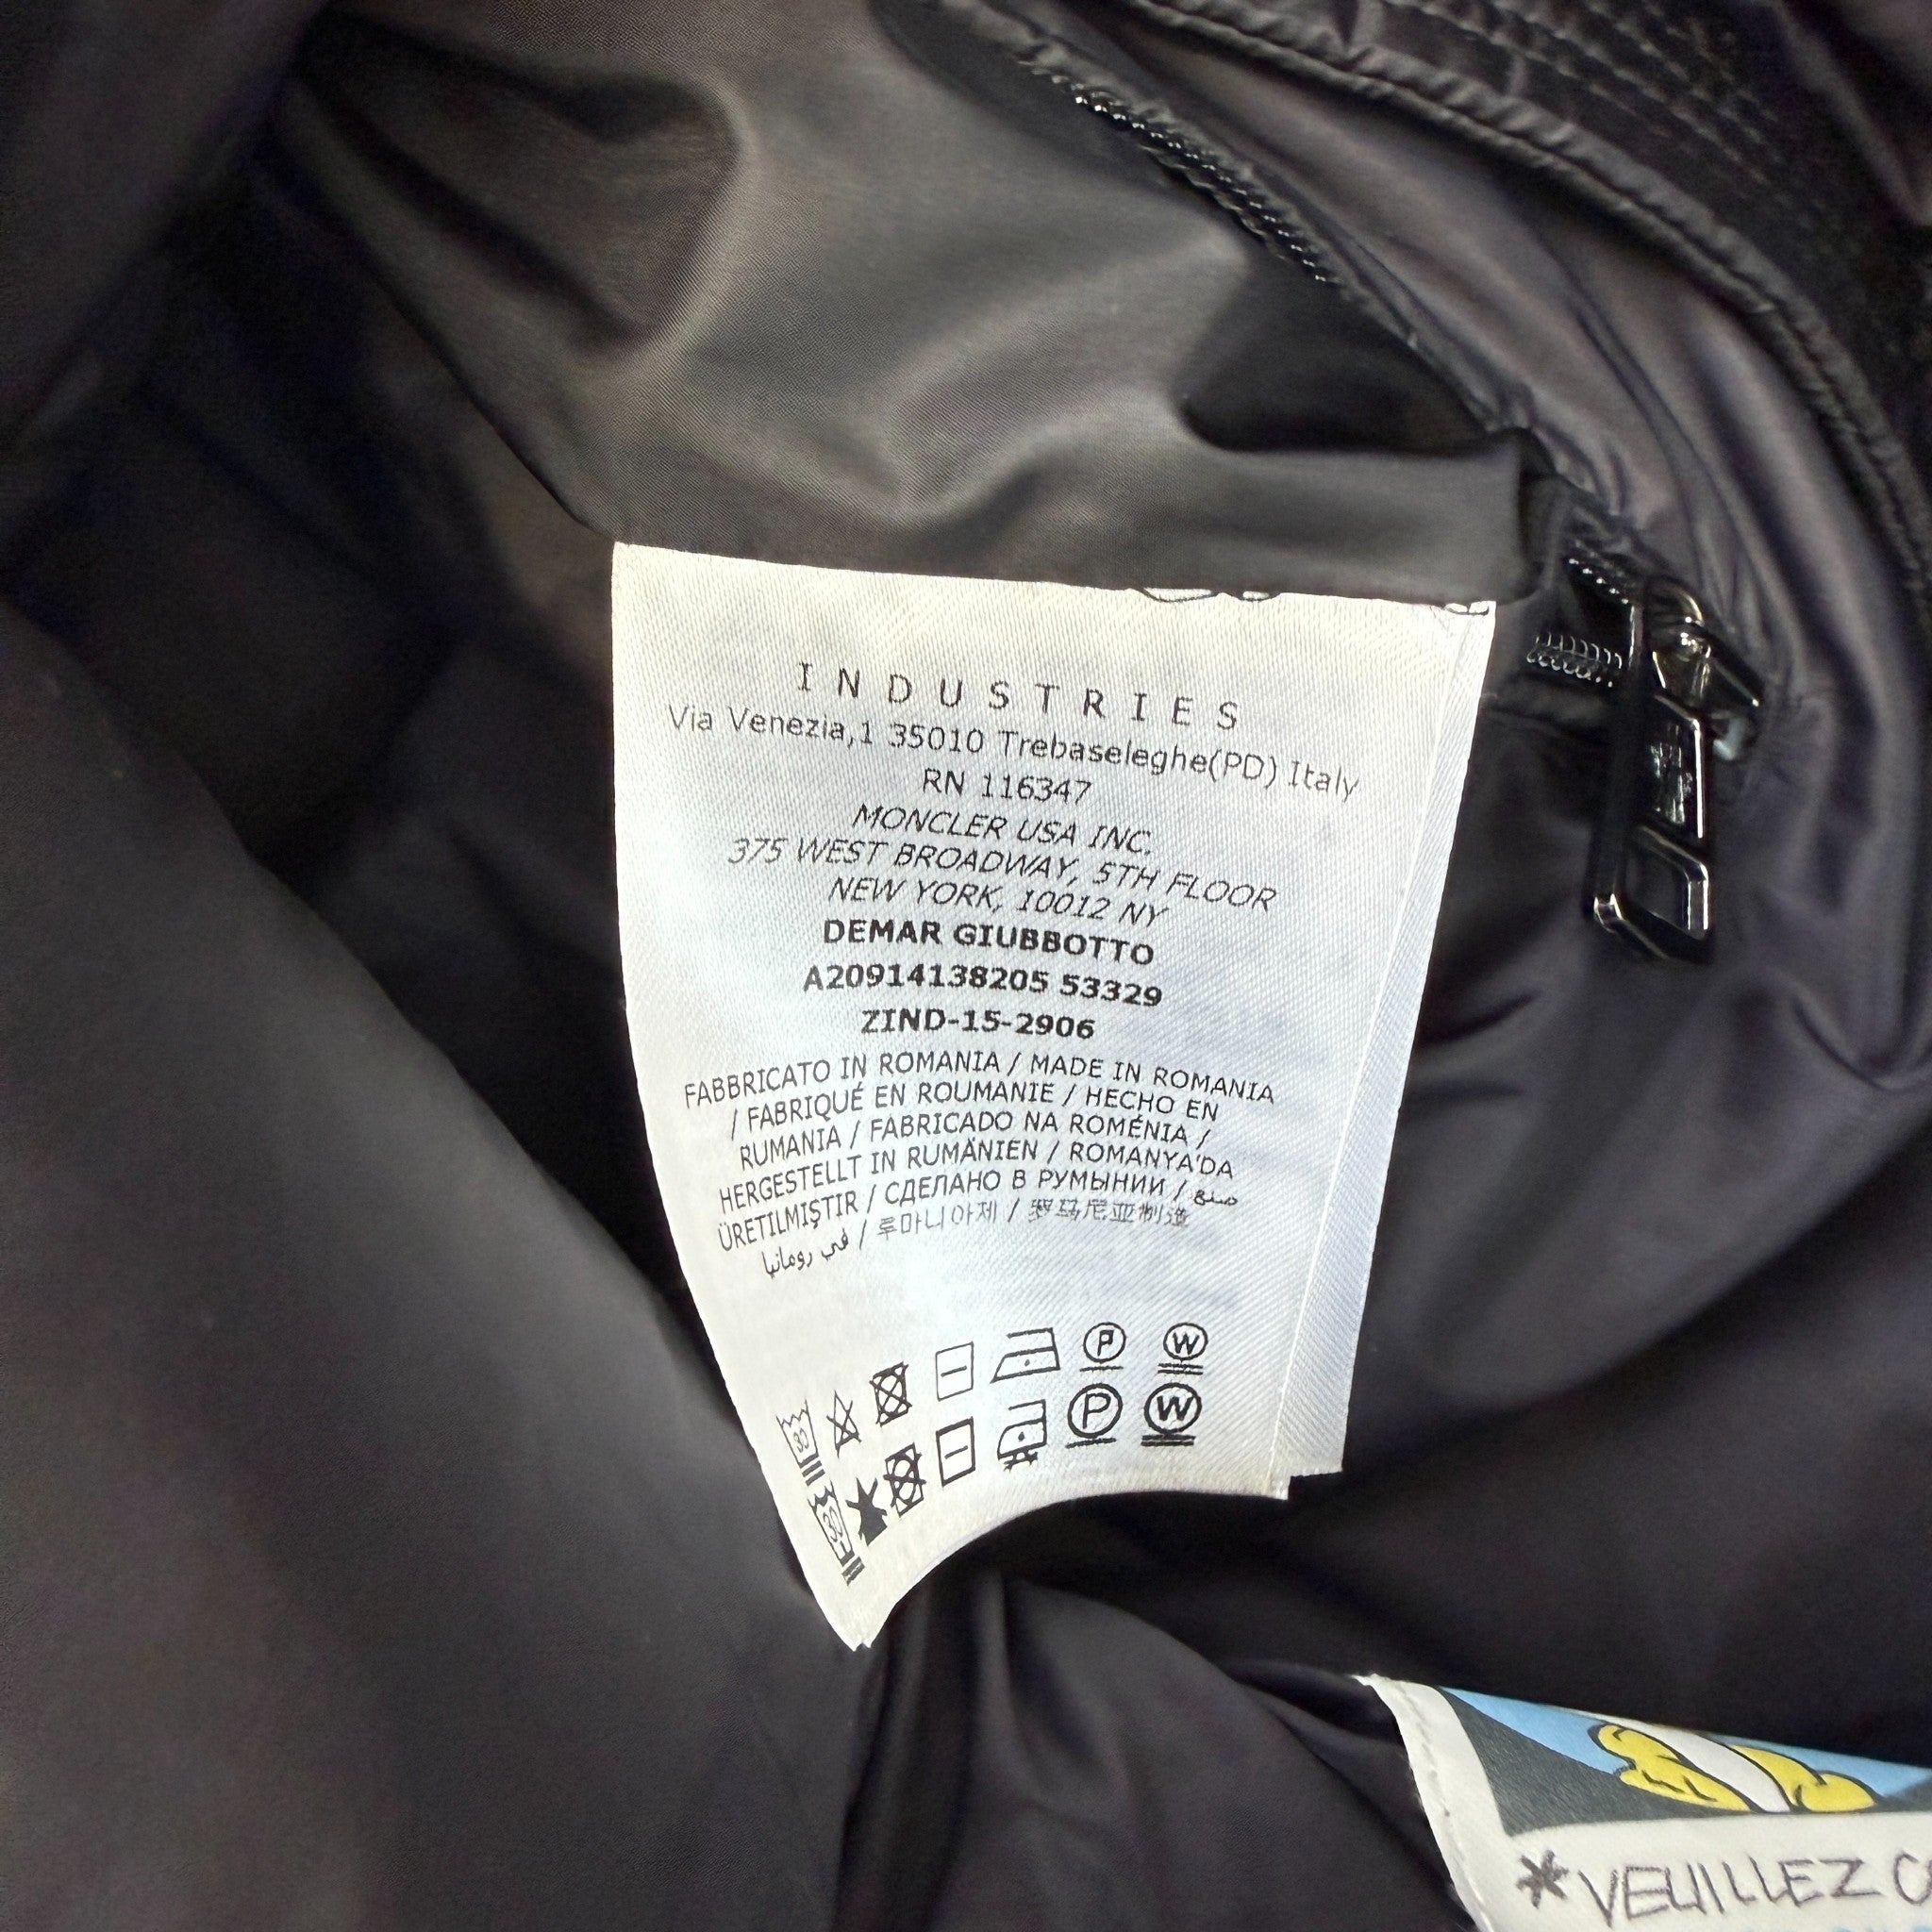 INDUSTRIES
Via Venezia,1 35010 Trebaseleghe(PD) Italy
RN 116347
MONCLER USA INC.
375 WEST BROADWAY, 5TH FLOOR
NEW YORK, 10012 NY
DEMAR GIUBBOTTO
A20914138205 53329
ZIND-15-2906
FABBRICATO IN ROMANIA / MADE IN ROMANIA
/ FABRIQUÉ EN ROUMANIE / HECHO EN
RUMANIA / FABRICADO NA ROMÉNIA /
HERGESTELLT IN RUMÄNIEN / ROMANYA'DA
ÜRETILMIŞTIR / СДЕЛАНО В РУМЫНИИ / صنع
في رومانيا / 루마니아제 / 罗马尼亚制造
P W
30
P W
30
*VEUILLEZ